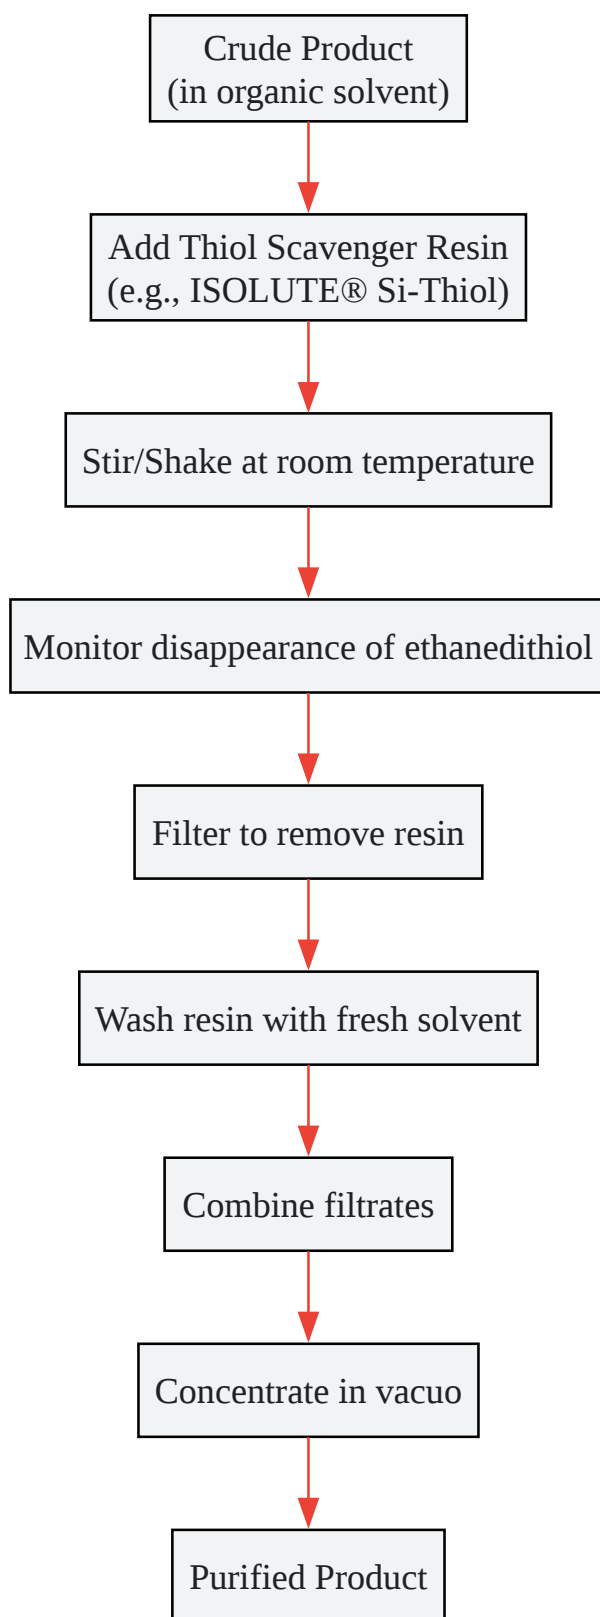 Crude Product
(in organic solvent)
Add Thiol Scavenger Resin
(e.g., ISOLUTE® Si-Thiol)
Stir/Shake at room temperature
Monitor disappearance of ethanedithiol
Filter to remove resin
Wash resin with fresh solvent
Combine filtrates
Concentrate in vacuo
Purified Product